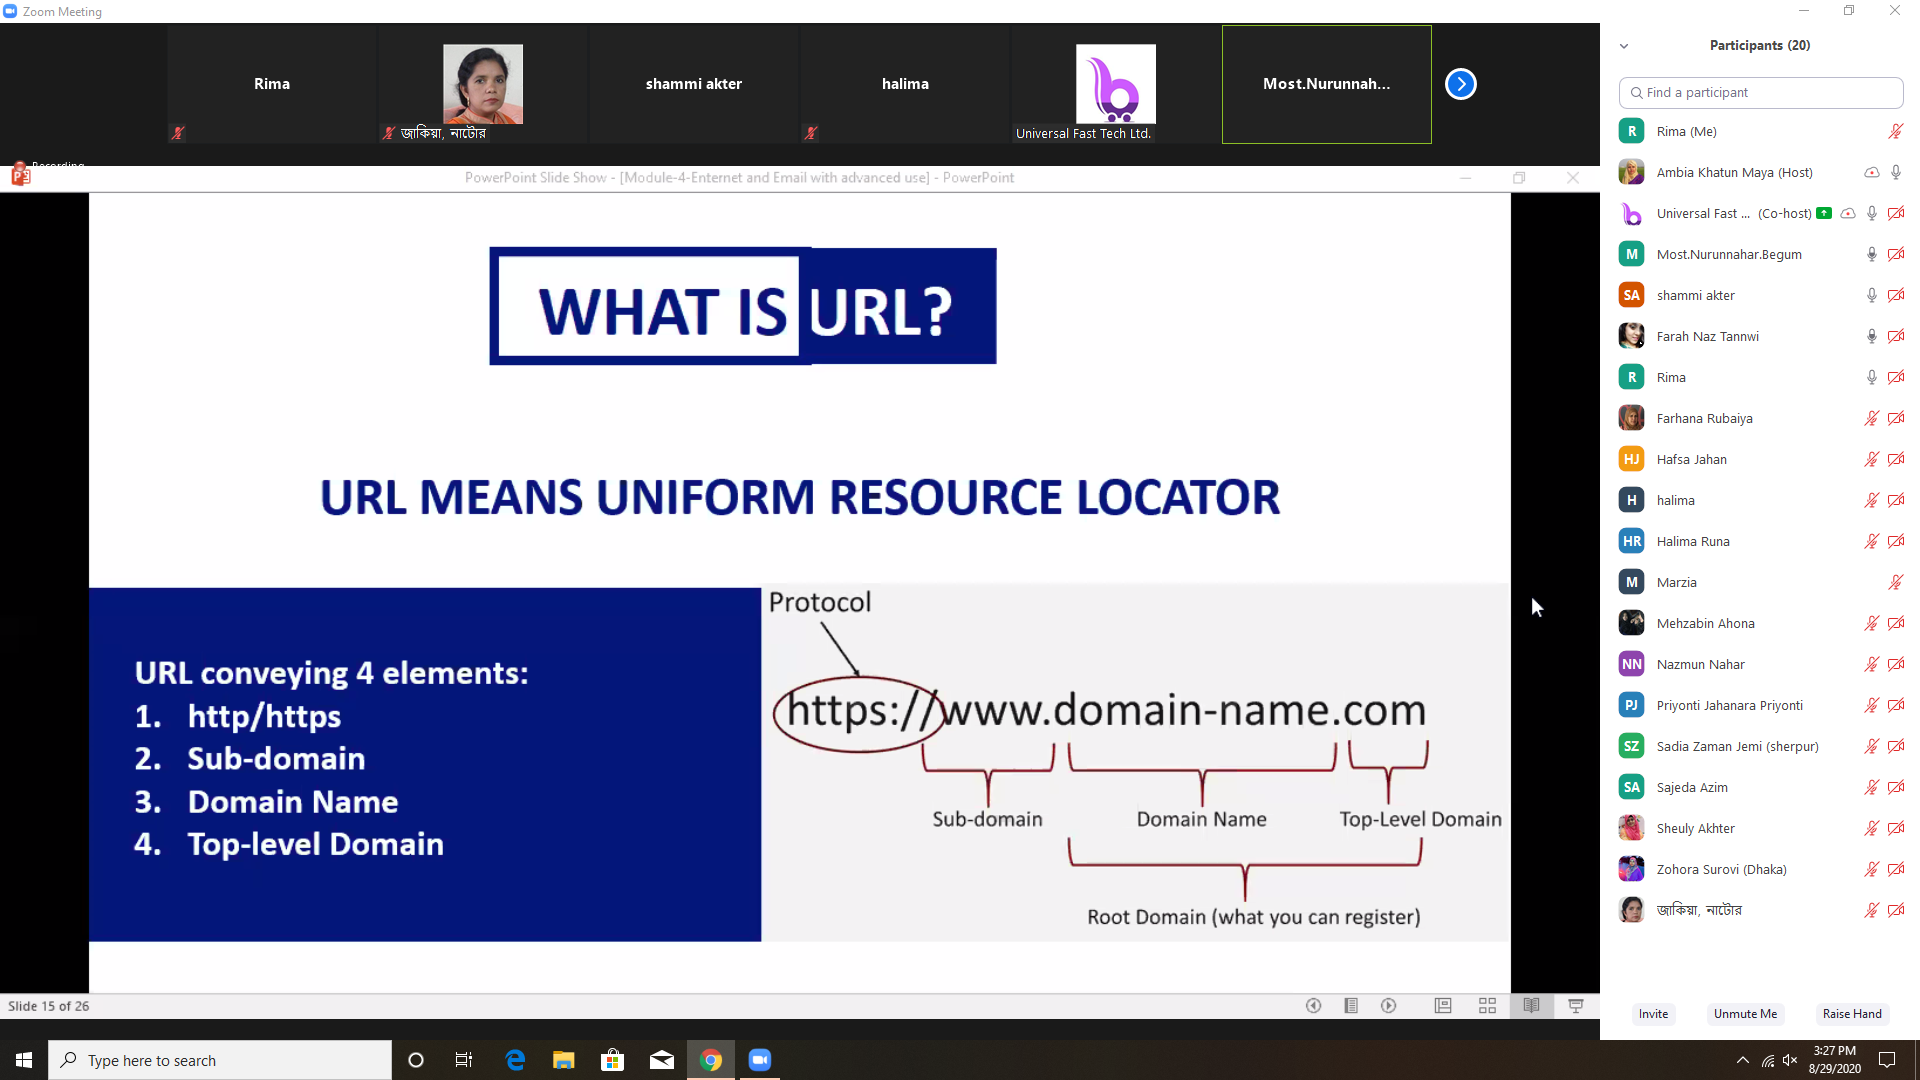 Zoom Meeting
Rima
জাকিয়া, নাটোর
shammi akter
halima
Universal Fast Tech Ltd.
Most.Nurunnah...
Recording
PowerPoint Slide Show - [Module-4-Enternet and Email with advanced use] - PowerPoint
WHAT IS URL?
URL MEANS UNIFORM RESOURCE LOCATOR
URL conveying 4 elements:
1. http/https
2. Sub-domain
3. Domain Name
4. Top-level Domain
Protocol
https://www.domain-name.com
Sub-domain
Domain Name
Top-Level Domain
Root Domain (what you can register)
Slide 15 of 26
Participants (20)
Find a participant
R Rima (Me)
Ambia Khatun Maya (Host)
Universal Fast ... (Co-host)
M Most.Nurunnahar.Begum
SA shammi akter
Farah Naz Tannwi
R Rima
Farhana Rubaiya
HJ Hafsa Jahan
H halima
HR Halima Runa
M Marzia
Mehzabin Ahona
NN Nazmun Nahar
PJ Priyonti Jahanara Priyonti
SZ Sadia Zaman Jemi (sherpur)
SA Sajeda Azim
Sheuly Akhter
Zohora Surovi (Dhaka)
জাকিয়া, নাটোর
Invite
Unmute Me
Raise Hand
Type here to search
3:27 PM
8/29/2020